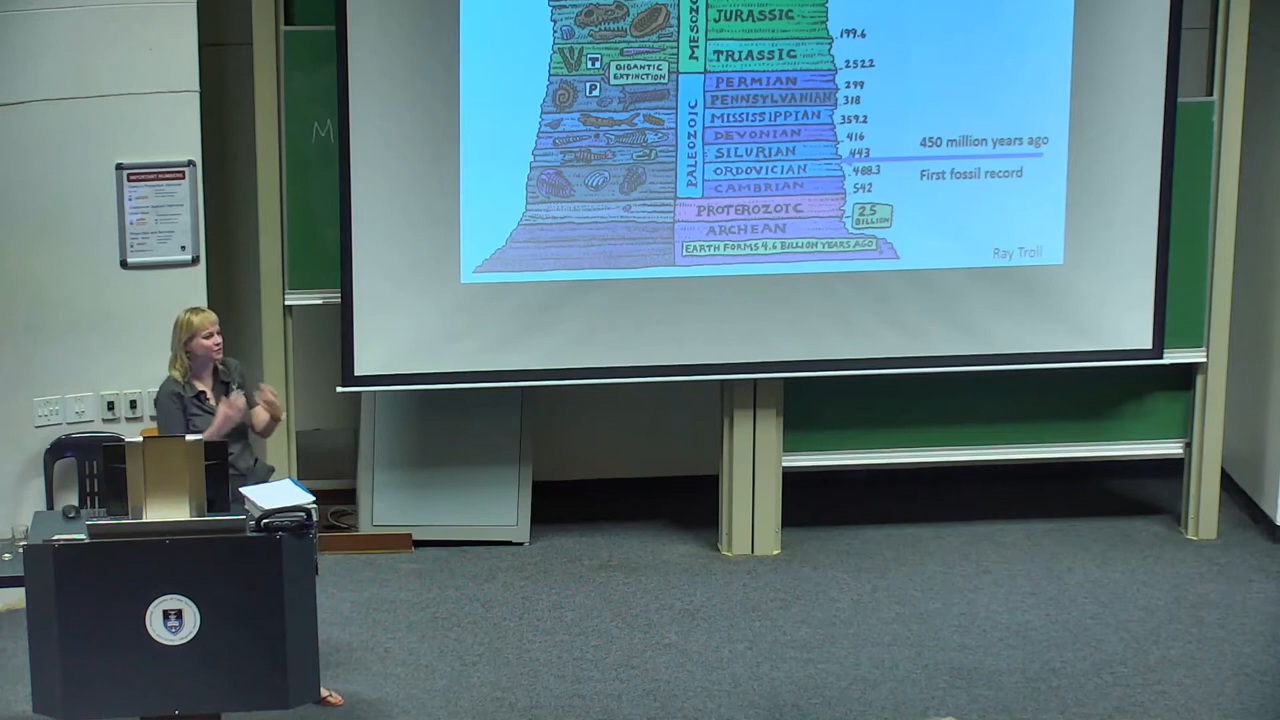 JURASSIC
MESOZO
199.6
TRIASSIC
T
GIGANTIC
EXTINCTION
252.2
P
PERMIAN
299
PENNSYLVANIAN
318
PALEOZOIC
MISSISSIPPIAN
359.2
DEVONIAN
416
SILURIAN
443
450 million years ago
ORDOVICIAN
488.3
First fossil record
CAMBRIAN
542
PROTEROZOIC
2.5
BILLION
ARCHEAN
EARTH FORMS 4.6 BILLION YEARS AGO
Ray Troll
M
IMPORTANT NUMBERS